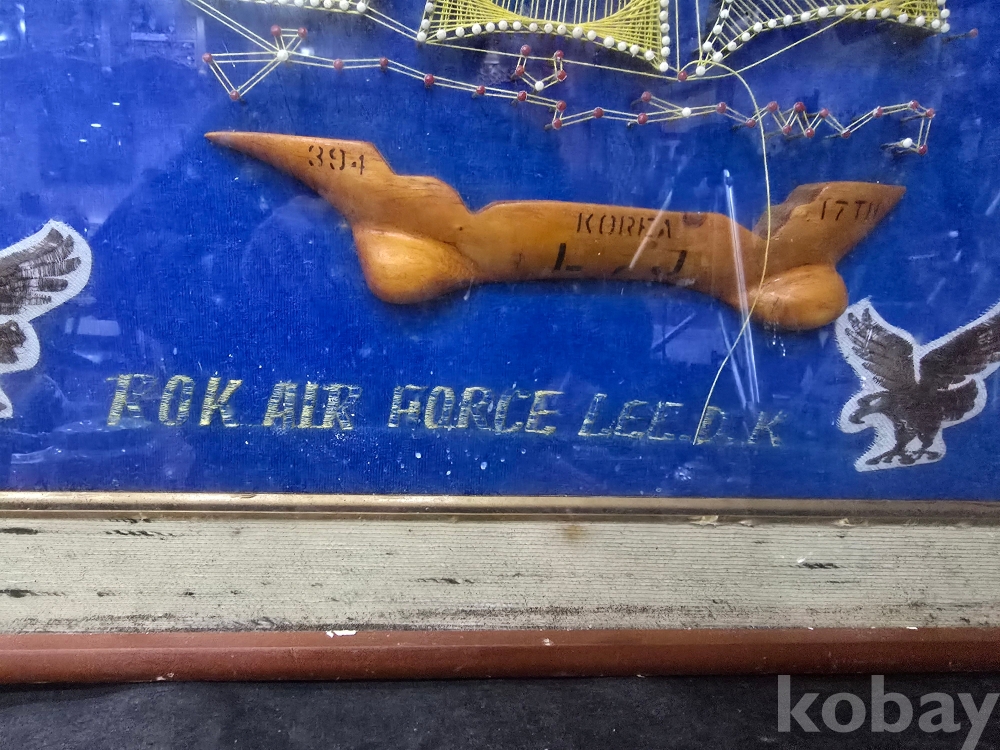 394
KOREA
17TH
ROK AIR FORCE LEE.D.K
kobay